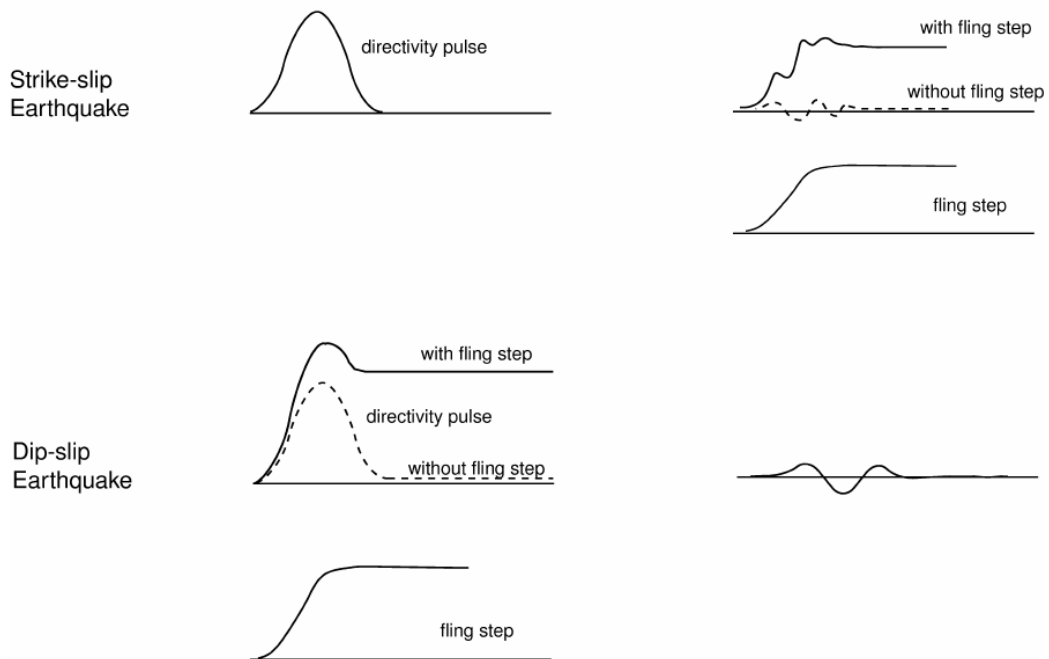 directivity pulse
with fling step
Strike-slip
Earthquake
without fling step
fling step
with fling step
directivity pulse
Dip-slip
Earthquake
without fling step
fling step